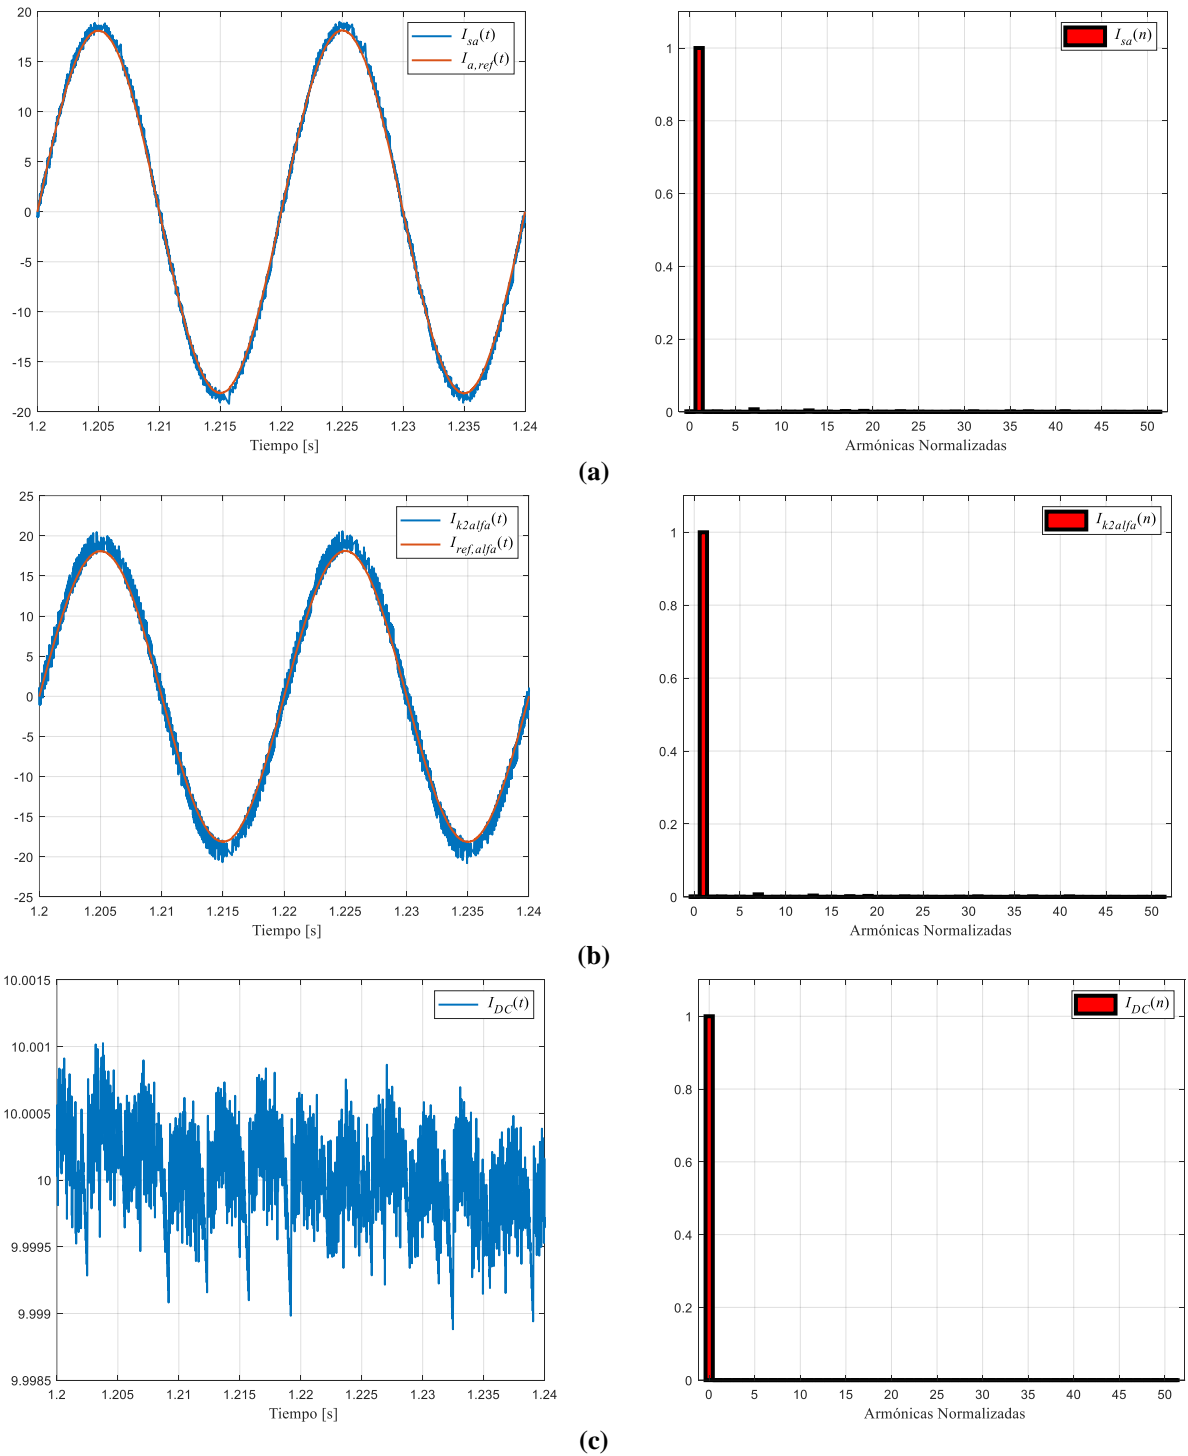 20
15
10
5
0
-5
-10
-15
-20
1.2 1.205 1.21 1.215 1.22 1.225 1.23 1.235 1.24
Tiempo [s]
I_sa(t)
I_a,ref(t)
1
0.8
0.6
0.4
0.2
0
0 5 10 15 20 25 30 35 40 45 50
Armónicas Normalizadas
I_sa(n)
(a)
25
20
15
10
5
0
-5
-10
-15
-20
-25
1.2 1.205 1.21 1.215 1.22 1.225 1.23 1.235 1.24
Tiempo [s]
I_k2alfa(t)
I_ref,alfa(t)
1
0.8
0.6
0.4
0.2
0
0 5 10 15 20 25 30 35 40 45 50
Armónicas Normalizadas
I_k2alfa(n)
(b)
10.0015
10.001
10.0005
10
9.9995
9.999
9.9985
1.2 1.205 1.21 1.215 1.22 1.225 1.23 1.235 1.24
Tiempo [s]
I_DC(t)
1
0.8
0.6
0.4
0.2
0
0 5 10 15 20 25 30 35 40 45 50
Armónicas Normalizadas
I_DC(n)
(c)